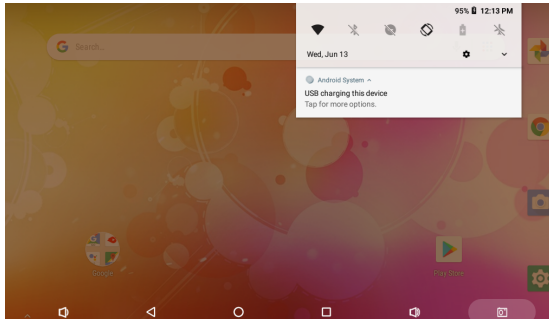 95% 12:13 PM
G Search...
Wed, Jun 13
Android System
USB charging this device
Tap for more options.
Google
Play Store